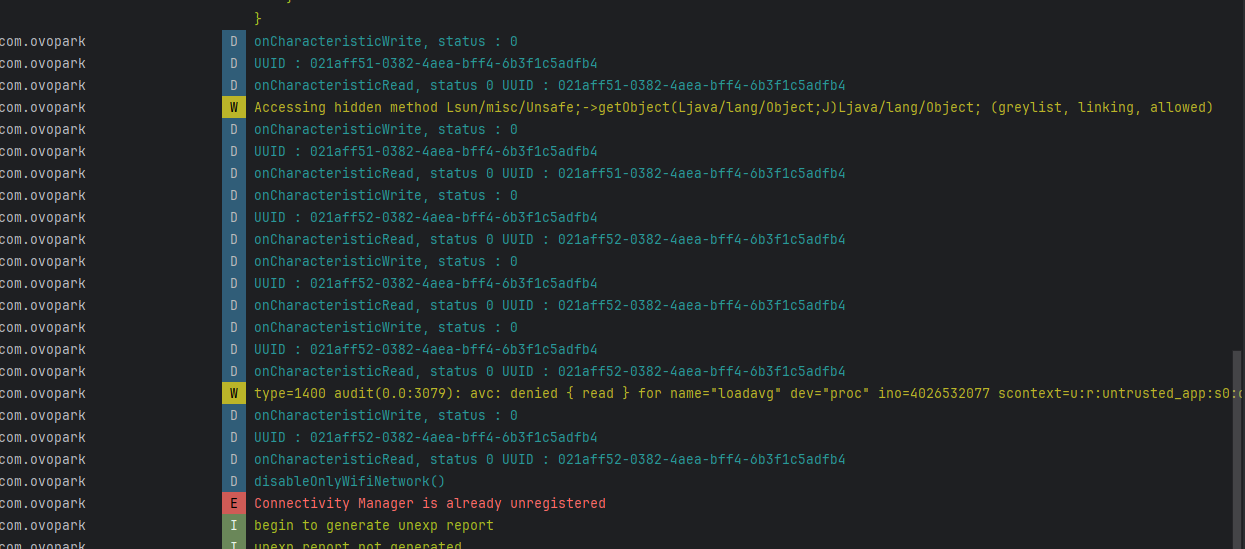 }
com.ovopark D onCharacteristicWrite, status : 0
com.ovopark D UUID : 021aff51-0382-4aea-bff4-6b3f1c5adfb4
com.ovopark D onCharacteristicRead, status 0 UUID : 021aff51-0382-4aea-bff4-6b3f1c5adfb4
com.ovopark W Accessing hidden method Lsun/misc/Unsafe;->getObject(Ljava/lang/Object;J)Ljava/lang/Object; (greylist, linking, allowed)
com.ovopark D onCharacteristicWrite, status : 0
com.ovopark D UUID : 021aff51-0382-4aea-bff4-6b3f1c5adfb4
com.ovopark D onCharacteristicRead, status 0 UUID : 021aff51-0382-4aea-bff4-6b3f1c5adfb4
com.ovopark D onCharacteristicWrite, status : 0
com.ovopark D UUID : 021aff52-0382-4aea-bff4-6b3f1c5adfb4
com.ovopark D onCharacteristicRead, status 0 UUID : 021aff52-0382-4aea-bff4-6b3f1c5adfb4
com.ovopark D onCharacteristicWrite, status : 0
com.ovopark D UUID : 021aff52-0382-4aea-bff4-6b3f1c5adfb4
com.ovopark D onCharacteristicRead, status 0 UUID : 021aff52-0382-4aea-bff4-6b3f1c5adfb4
com.ovopark D onCharacteristicWrite, status : 0
com.ovopark D UUID : 021aff52-0382-4aea-bff4-6b3f1c5adfb4
com.ovopark D onCharacteristicRead, status 0 UUID : 021aff52-0382-4aea-bff4-6b3f1c5adfb4
com.ovopark W type=1400 audit(0.0:3079): avc: denied { read } for name="loadavg" dev="proc" ino=4026532077 scontext=u:r:untrusted_app:s0:
com.ovopark D onCharacteristicWrite, status : 0
com.ovopark D UUID : 021aff52-0382-4aea-bff4-6b3f1c5adfb4
com.ovopark D onCharacteristicRead, status 0 UUID : 021aff52-0382-4aea-bff4-6b3f1c5adfb4
com.ovopark D disableOnlyWifiNetwork()
com.ovopark E Connectivity Manager is already unregistered
com.ovopark I begin to generate unexp report
com.ovopark I unexp report not generated